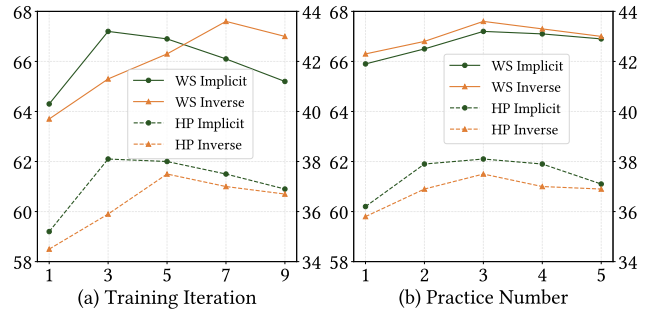 68
66
64
62
60
58
44
42
40
38
36
34
WS Implicit
WS Inverse
HP Implicit
HP Inverse
1 3 5 7 9
(a) Training Iteration
68
66
64
62
60
58
44
42
40
38
36
34
WS Implicit
WS Inverse
HP Implicit
HP Inverse
1 2 3 4 5
(b) Practice Number